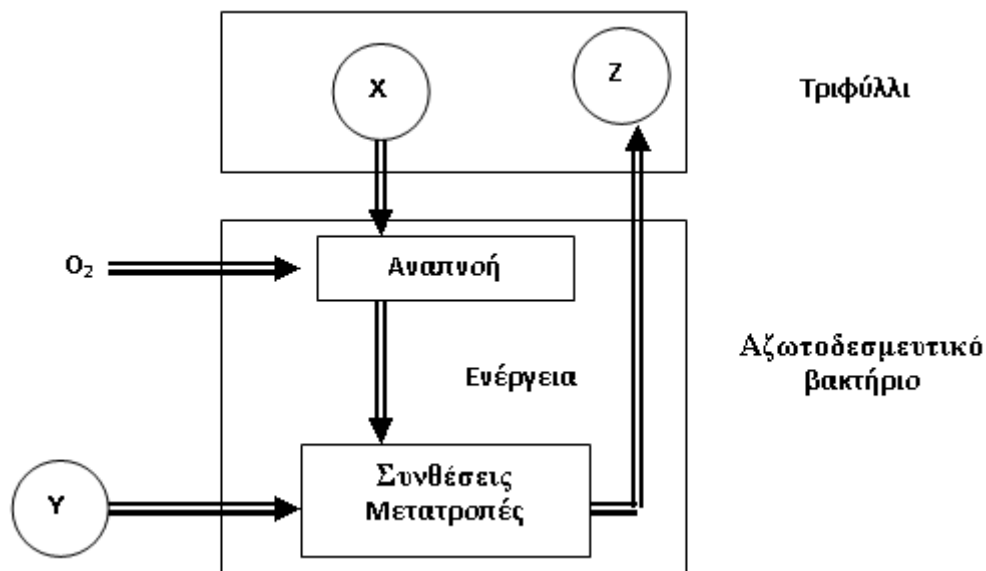 X
Z
Τριφύλλι
O₂
Αναπνοή
Ενέργεια
Αζωτοδεσμευτικό
βακτήριο
Υ
Συνθέσεις
Μετατροπές